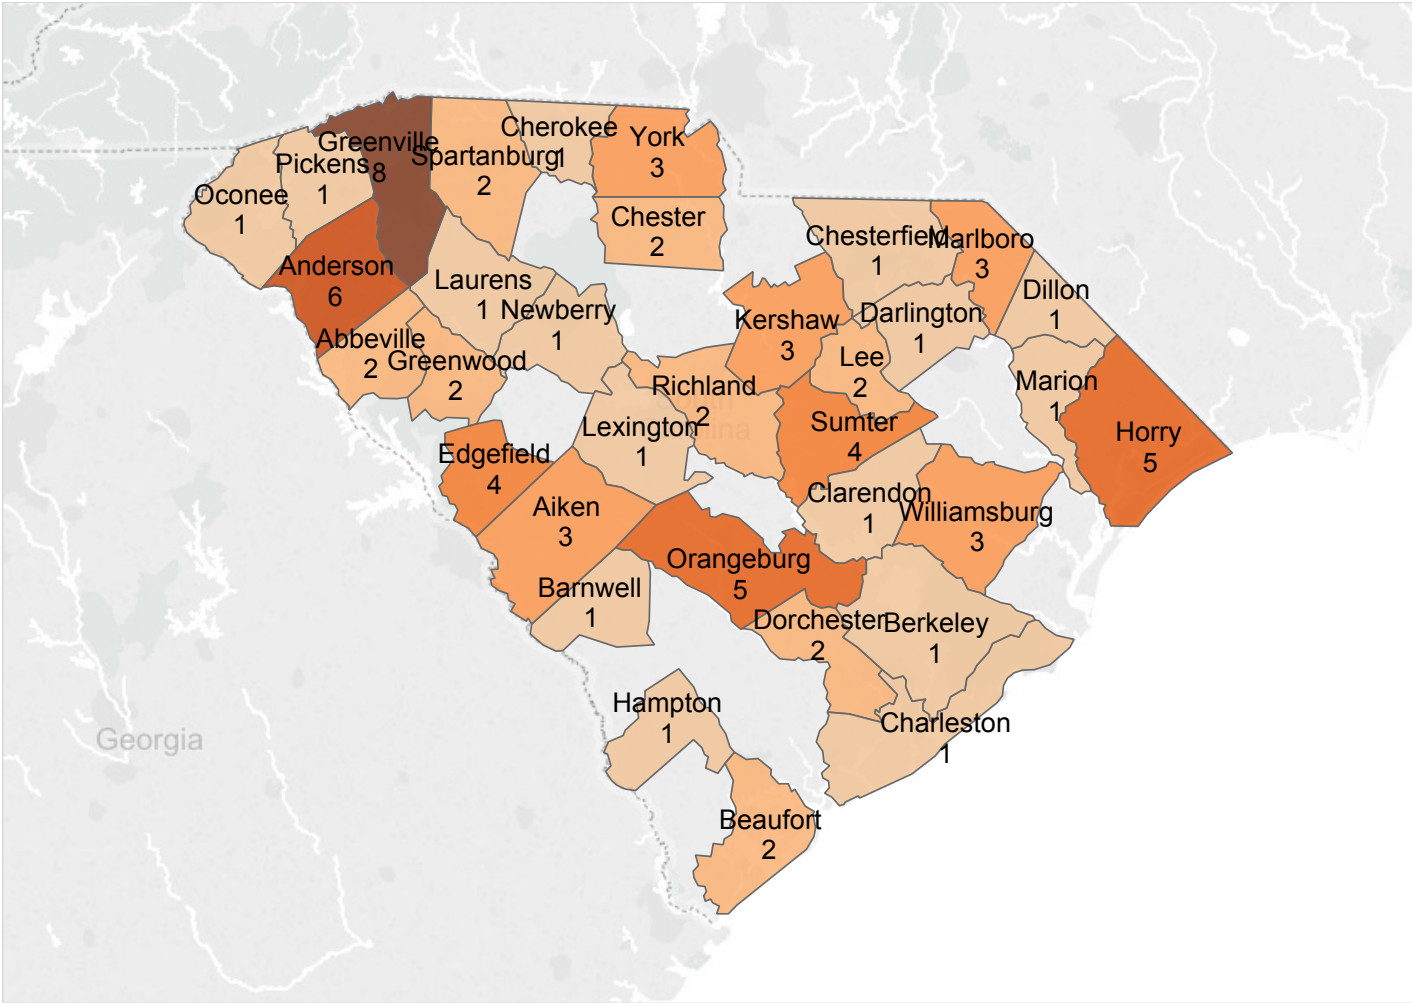 Cherokee
1
York
3
Greenville
8
Spartanburg
2
Pickens
1
Oconee
1
Chester
2
Chesterfield
1
Marlboro
3
Anderson
6
Laurens
1
Newberry
1
Dillon
1
Kershaw
3
Darlington
1
Abbeville
2
Greenwood
2
Lee
2
Richland
2
Marion
1
Lexington
1
Sumter
4
Horry
5
Edgefield
4
Clarendon
1
Aiken
3
Williamsburg
3
Orangeburg
5
Barnwell
1
Dorchester
2
Berkeley
1
Hampton
1
Charleston
1
Georgia
Beaufort
2